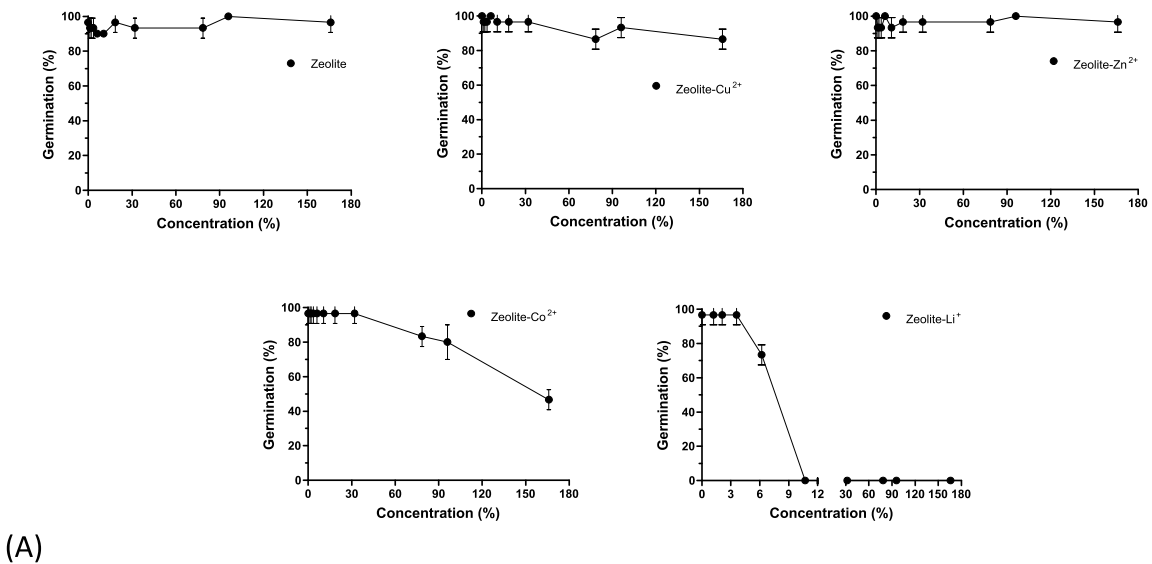 Germination (%)
100
80
60
40
20
0
Zeolite
0 30 60 90 120 150 180
Concentration (%)
Germination (%)
100
80
60
40
20
0
Zeolite-Cu²⁺
0 30 60 90 120 150 180
Concentration (%)
Germination (%)
100
80
60
40
20
0
Zeolite-Zn²⁺
0 30 60 90 120 150 180
Concentration (%)
Germination (%)
100
80
60
40
20
0
Zeolite-Co²⁺
0 30 60 90 120 150 180
Concentration (%)
Germination (%)
100
80
60
40
20
0
Zeolite-Li⁺
0 3 6 9 12 30 60 90 120 150 180
Concentration (%)
(A)